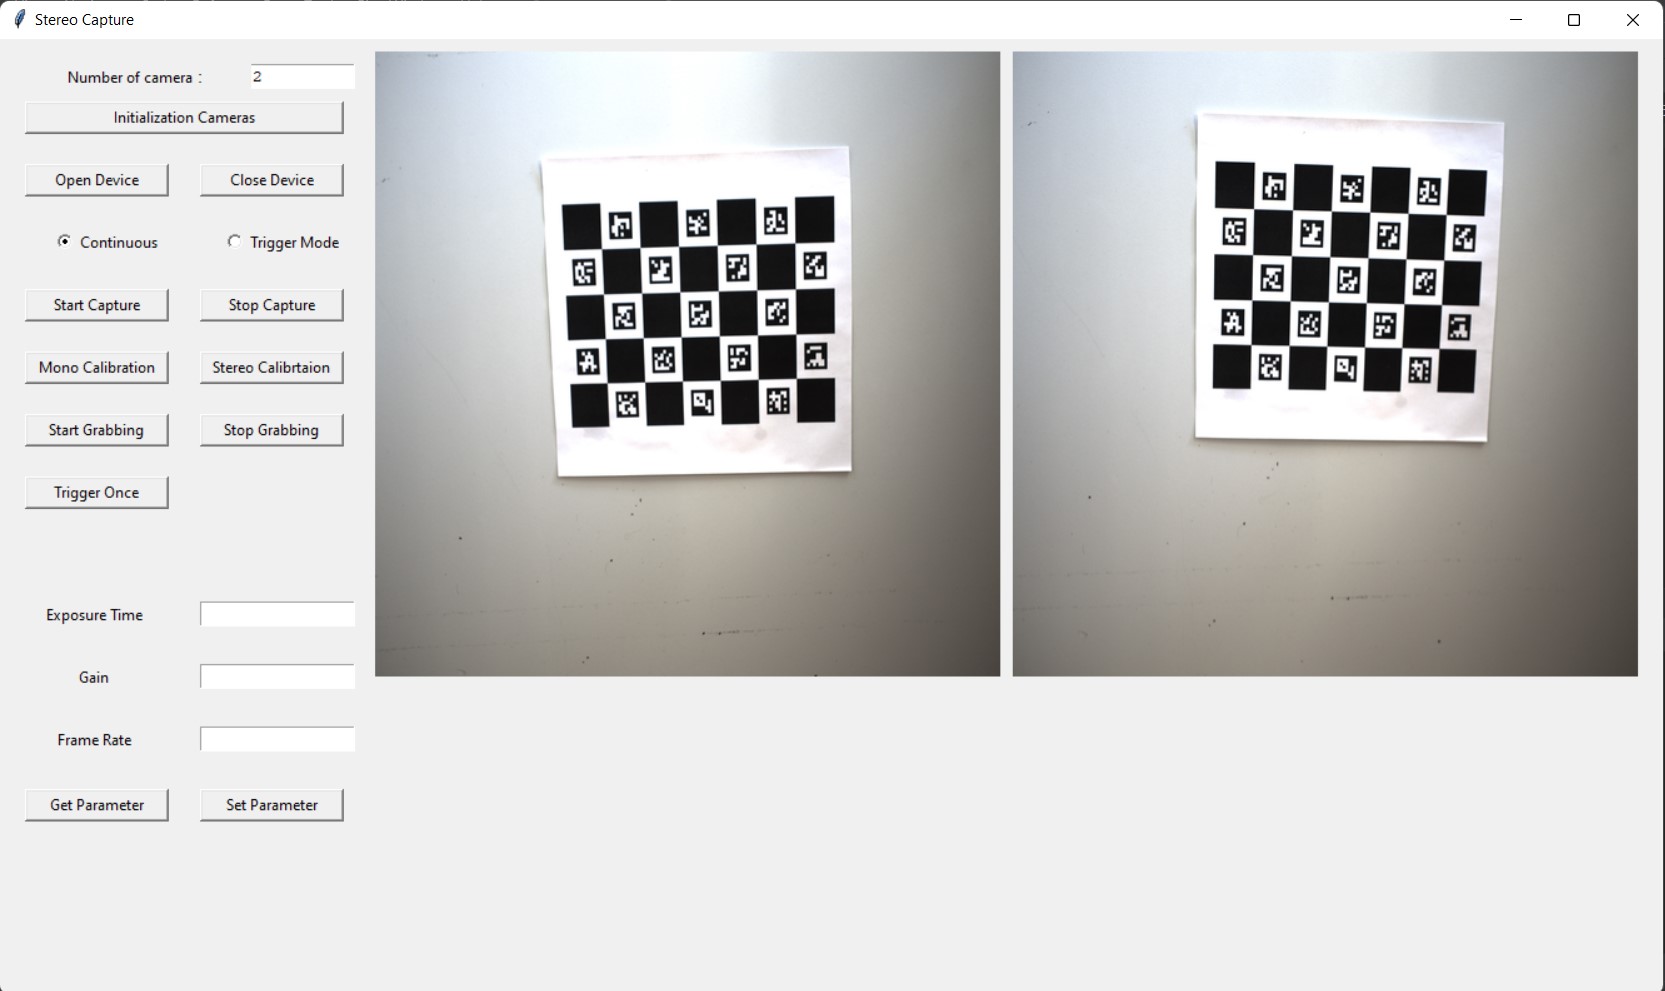 Stereo Capture
Number of camera : 2
Initialization Cameras
Open Device Close Device
Continuous Trigger Mode
Start Capture Stop Capture
Mono Calibration Stereo Calibrtaion
Start Grabbing Stop Grabbing
Trigger Once
Exposure Time
Gain
Frame Rate
Get Parameter Set Parameter